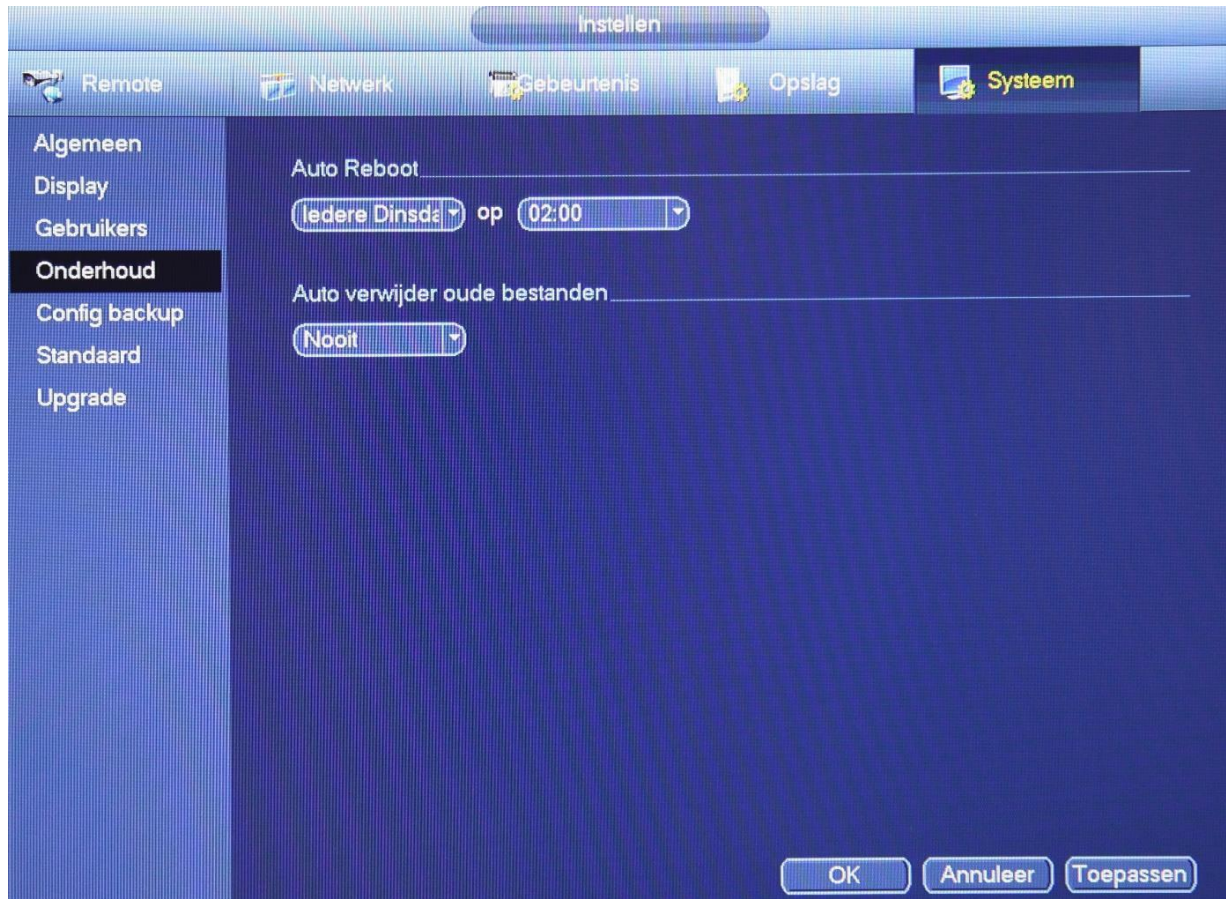 Instellen
Remote
Netwerk
Gebeurtenis
Opslag
Systeem
Algemeen
Display
Gebruikers
Onderhoud
Config backup
Standaard
Upgrade
Auto Reboot
Iedere Dinsda op 02:00
Auto verwijder oude bestanden
Nooit
OK Annuleer Toepassen